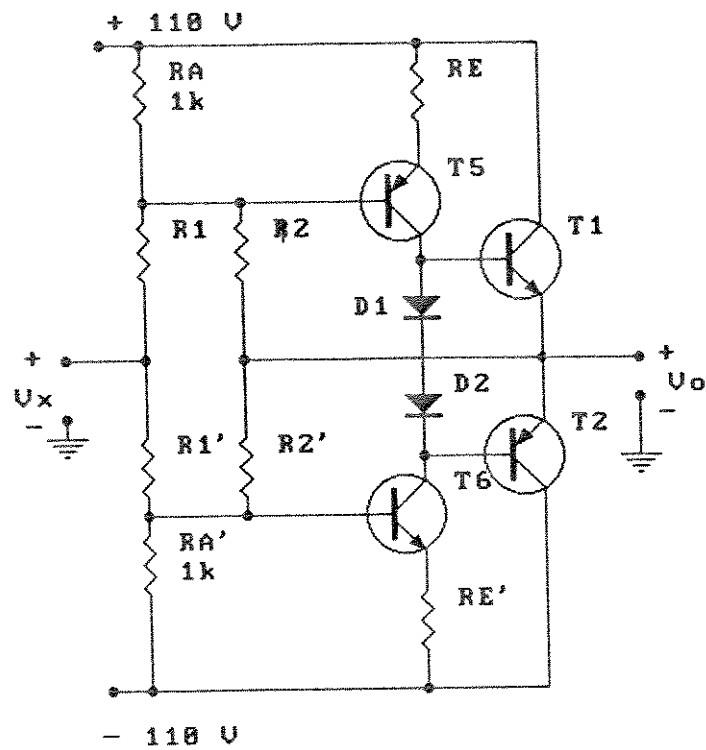 + 110 V
RA
1k
RE
T5
R1
R2
T1
D1
+
Vx
-
+
Vo
-
D2
T2
R1'
R2'
T6
RA'
1k
RE'
- 110 V